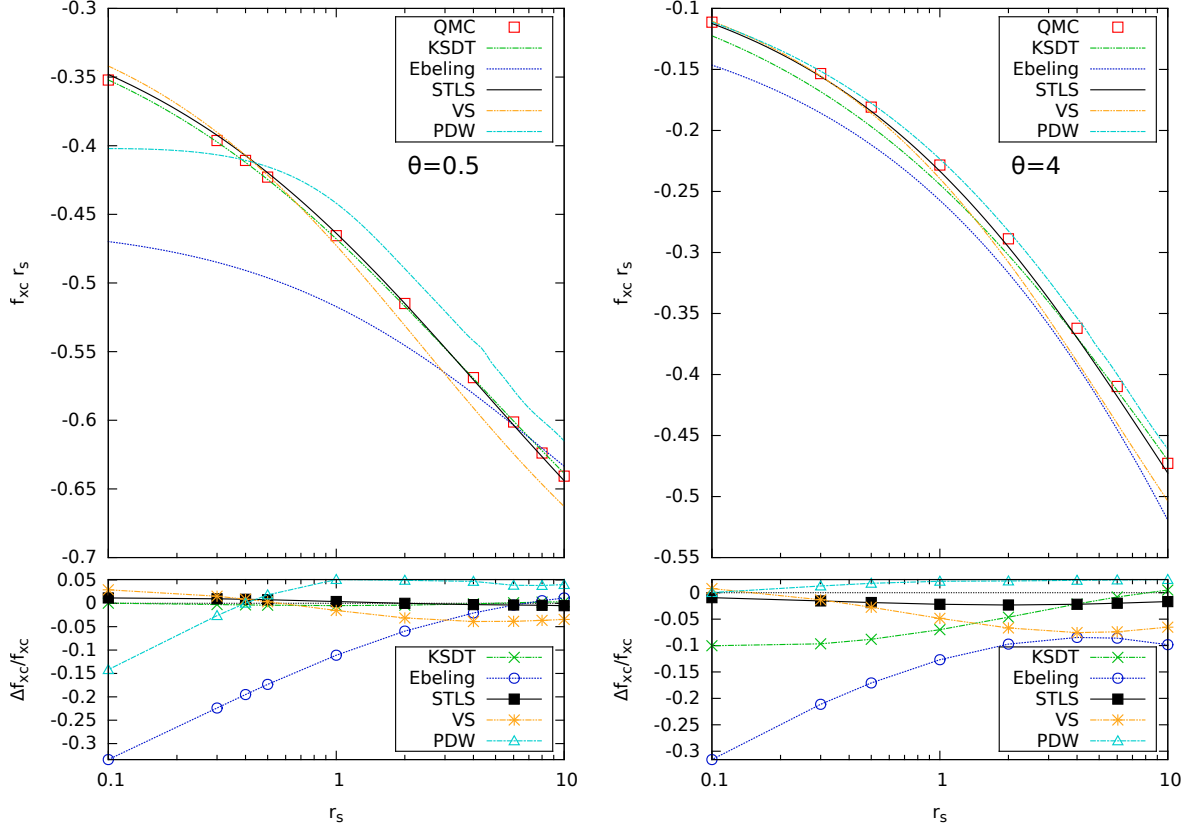 -0.3
-0.35
-0.4
-0.45
-0.5
-0.55
-0.6
-0.65
-0.7
f_xc r_s
QMC
KSDT
Ebeling
STLS
VS
PDW
θ=0.5
0.05
0
-0.05
-0.1
-0.15
-0.2
-0.25
-0.3
Δf_xc/f_xc
KSDT
Ebeling
STLS
VS
PDW
0.1
1
10
r_s
-0.1
-0.15
-0.2
-0.25
-0.3
-0.35
-0.4
-0.45
-0.5
-0.55
f_xc r_s
QMC
KSDT
Ebeling
STLS
VS
PDW
θ=4
0
-0.05
-0.1
-0.15
-0.2
-0.25
-0.3
Δf_xc/f_xc
KSDT
Ebeling
STLS
VS
PDW
0.1
1
10
r_s